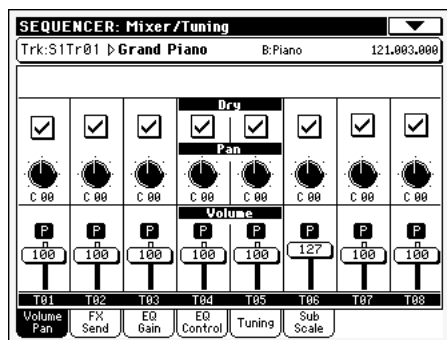 SEQUENCER: Mixer/Tuning
Trk:S1Tr01 ▷Grand Piano B:Piano 121.003.000
Dry
Pan
C 00 C 00 C 00 C 00 C 00 C 00 C 00 C 00
Volume
P P P P P P P P
100 100 100 100 100 127 100 100
T01 T02 T03 T04 T05 T06 T07 T08
Volume Pan FX Send EQ Gain EQ Control Tuning Sub Scale